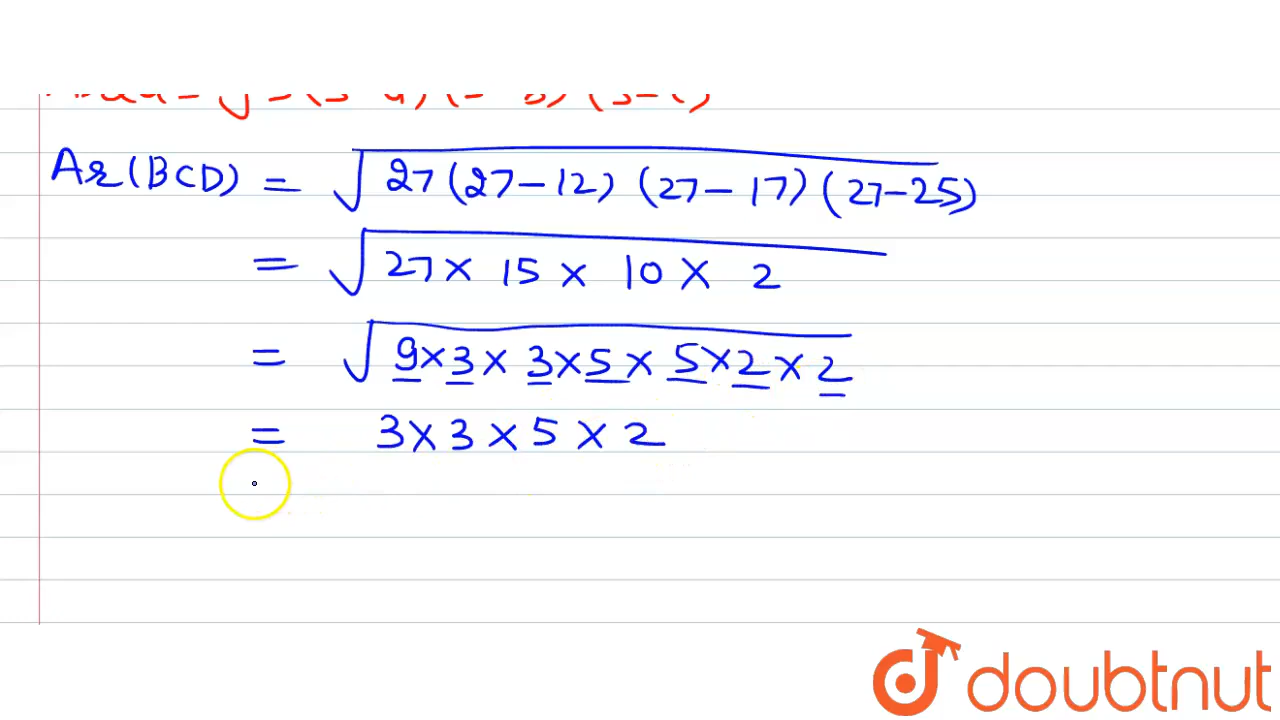 Ar(BCD) = √27(27-12) (27-17) (27-25)
= √27× 15 × 10 × 2
= √9×3 × 3×5 × 5×2×2
= 3×3 × 5 × 2
doubtnut